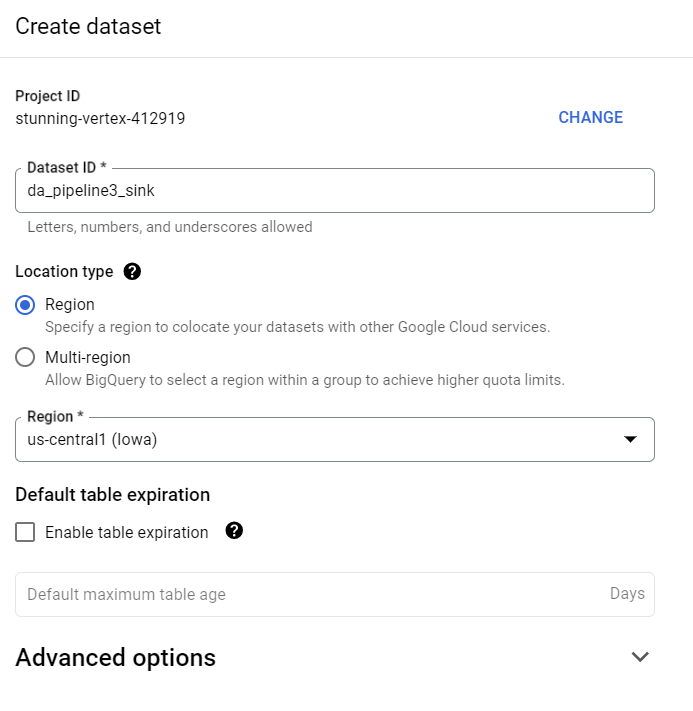 Create dataset
Project ID
stunning-vertex-412919
CHANGE
Dataset ID *
da_pipeline3_sink
Letters, numbers, and underscores allowed
Location type ?
Region
Specify a region to colocate your datasets with other Google Cloud services.
Multi-region
Allow BigQuery to select a region within a group to achieve higher quota limits.
Region *
us-central1 (Iowa)
Default table expiration
Enable table expiration ?
Default maximum table age Days
Advanced options